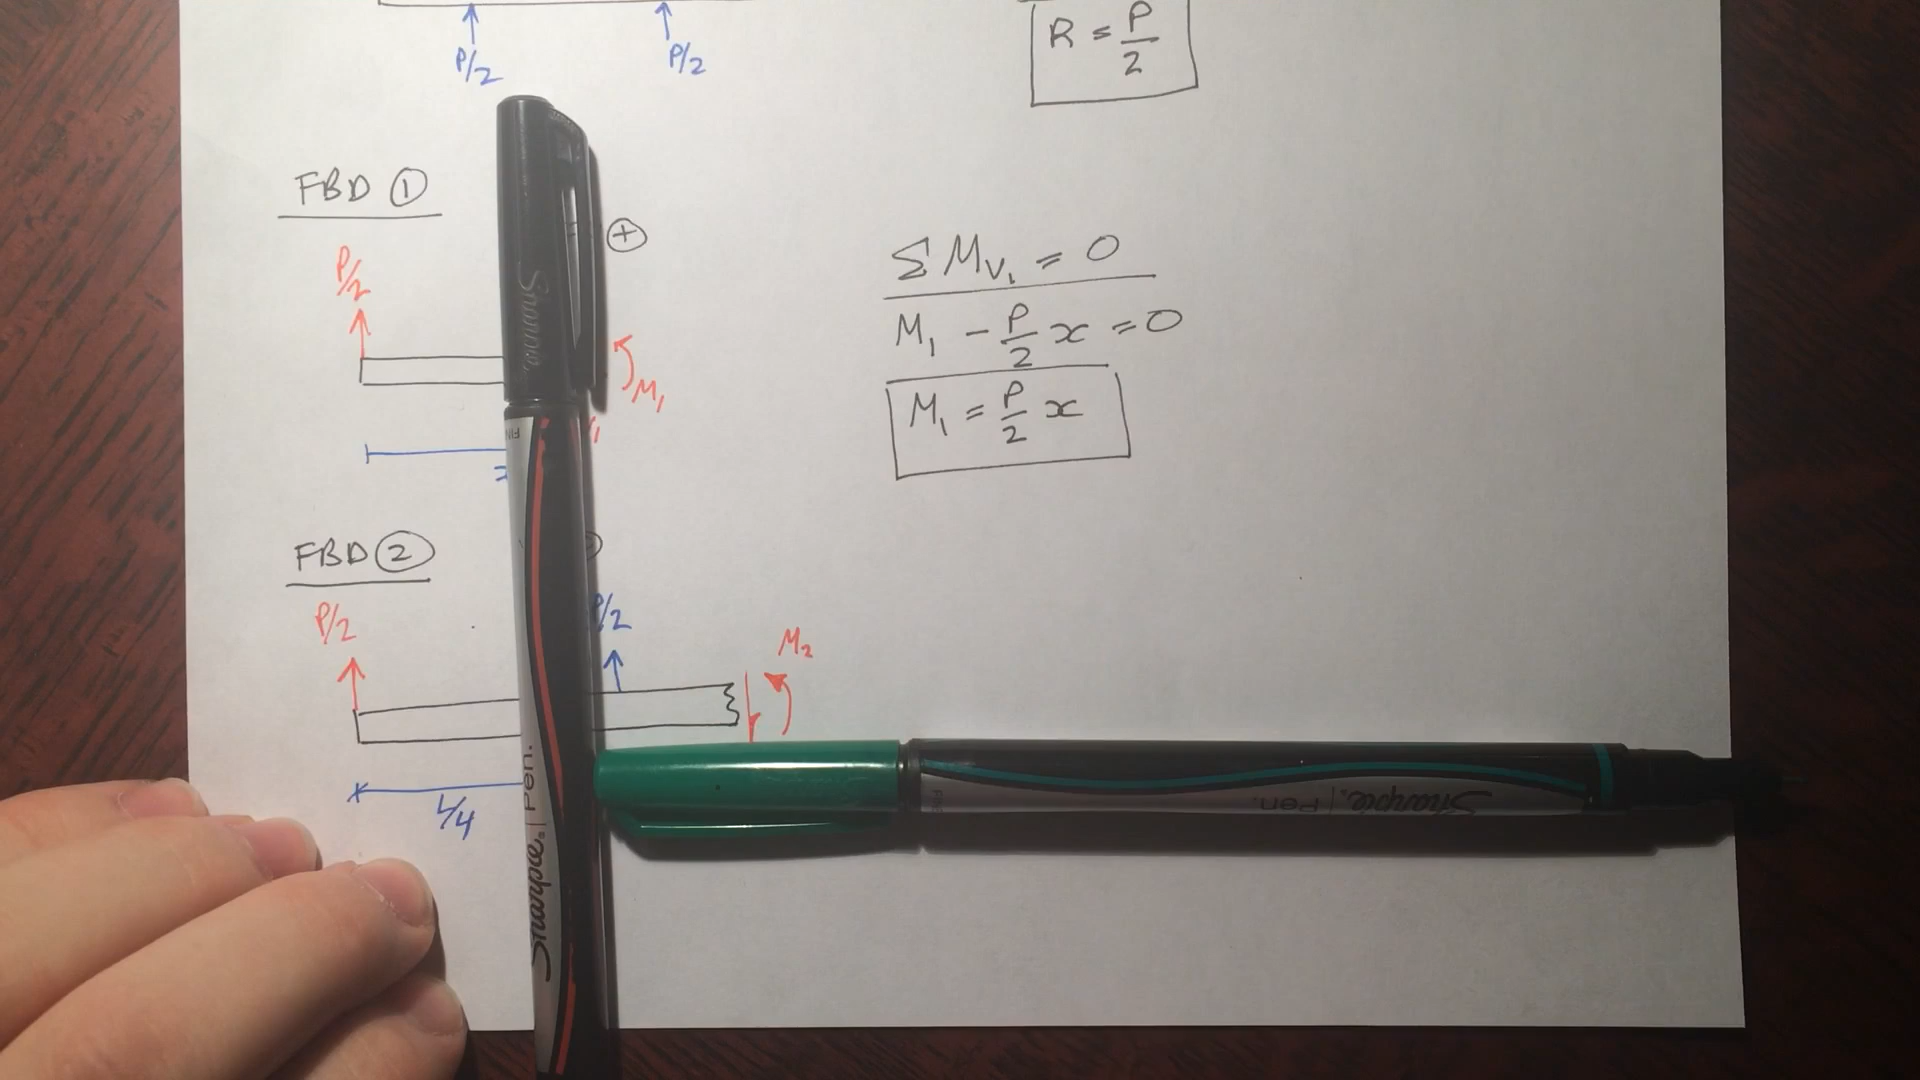 P/2
P/2
R = P/2
FBD ①
P/2
+
M₁
ΣM_V₁ = 0
M₁ - P/2 x = 0
M₁ = P/2 x
FBD ②
P/2
P/2
M₂
L/4
Sharpie. Pen.
Sharpie. Pen.